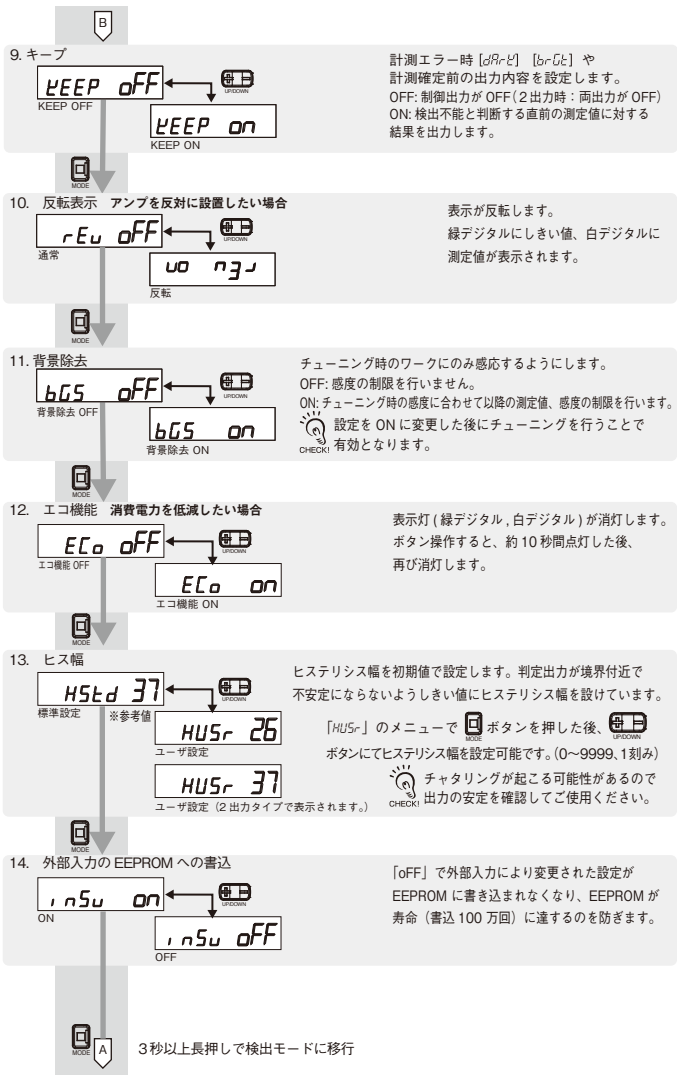 B
9. キープ
KEEP oFF
UP/DOWN
KEEP OFF
KEEP on
KEEP ON
計測エラー時 [dArk] [brGt] や
計測確定前の出力内容を設定します。
OFF: 制御出力が OFF(2出力時：両出力が OFF)
ON: 検出不能と判断する直前の測定値に対する
結果を出力します。
MODE
10. 反転表示 アンプを反対に設置したい場合
rEv oFF
UP/DOWN
通常
反転
表示が反転します。
緑デジタルにしきい値、白デジタルに
測定値が表示されます。
MODE
11. 背景除去
bGS oFF
UP/DOWN
背景除去 OFF
bGS on
背景除去 ON
チューニング時のワークにのみ感応するようにします。
OFF: 感度の制限を行いません。
ON: チューニング時の感度に合わせて以降の測定値、感度の制限を行います。
CHECK! 設定を ON に変更した後にチューニングを行うことで
有効となります。
MODE
12. エコ機能 消費電力を低減したい場合
ECo oFF
UP/DOWN
エコ機能 OFF
ECo on
エコ機能 ON
表示灯 ( 緑デジタル , 白デジタル ) が消灯します。
ボタン操作すると、約 10 秒間点灯した後、
再び消灯します。
MODE
13. ヒス幅
HStd 37
UP/DOWN
標準設定 ※参考値
HUSr 26
ユーザ設定
HUSr 37
ユーザ設定（2 出力タイプで表示されます。）
ヒステリシス幅を初期値で設定します。判定出力が境界付近で
不安定にならないようしきい値にヒステリシス幅を設けています。
「HUSr」のメニューで MODE ボタンを押した後、 UP/DOWN
ボタンにてヒステリシス幅を設定可能です。(0～9999、1刻み)
CHECK! チャタリングが起こる可能性があるので
出力の安定を確認してご使用ください。
MODE
14. 外部入力の EEPROM への書込
inSv on
UP/DOWN
ON
inSv oFF
OFF
「oFF」で外部入力により変更された設定が
EEPROM に書き込まれなくなり、EEPROM が
寿命（書込 100 万回）に達するのを防ぎます。
MODE
A
3秒以上長押しで検出モードに移行